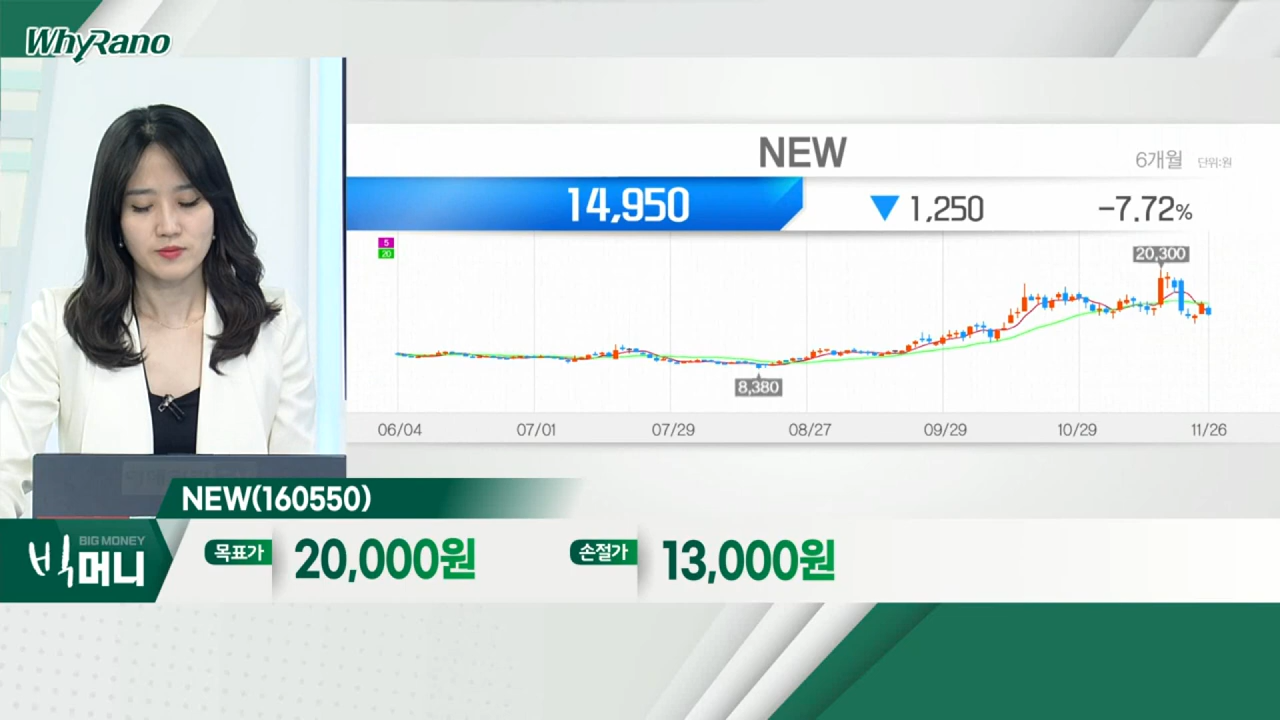 WhyRano
NEW
6개월 단위:원
14,950 ▼ 1,250 -7.72%
5
20
20,300
8,380
06/04 07/01 07/29 08/27 09/29 10/29 11/26
NEW(160550)
BIG MONEY
빅머니
목표가 20,000원 손절가 13,000원